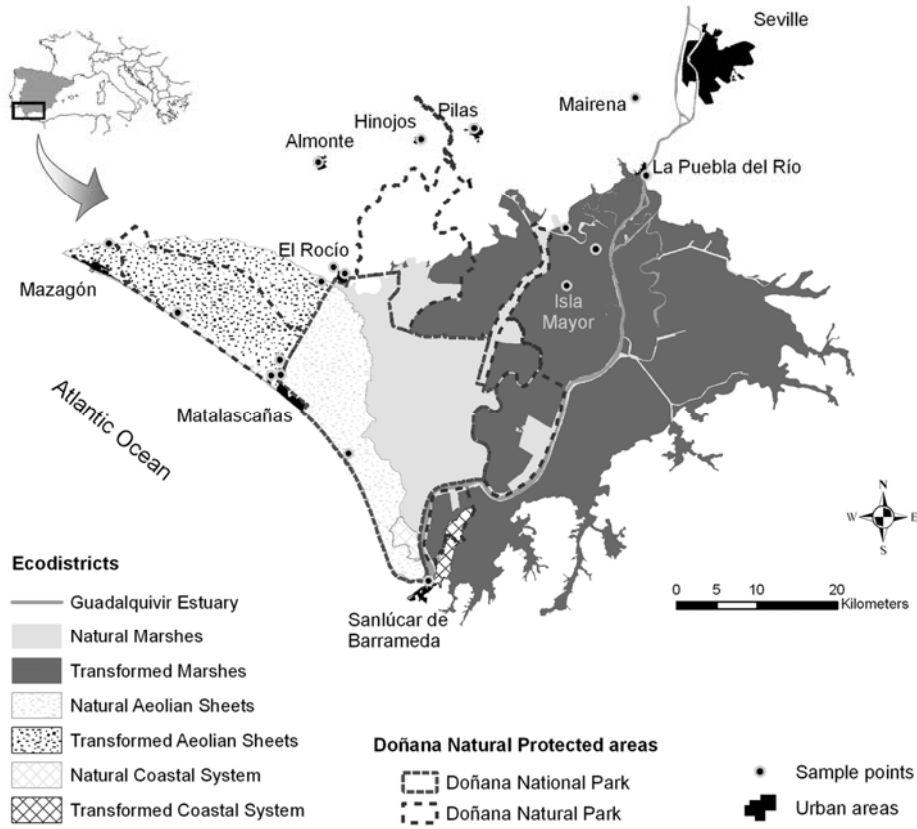 Seville
Mairena
Pilas
Hinojos
Almonte
La Puebla del Río
El Rocío
Mazagón
Isla
Mayor
Matalascañas
Atlantic Ocean
N
W E
S
Ecodistricts
Guadalquivir Estuary
Natural Marshes
Transformed Marshes
Natural Aeolian Sheets
Transformed Aeolian Sheets
Natural Coastal System
Transformed Coastal System
Sanlúcar de
Barrameda
0 5 10 20
Kilometers
Doñana Natural Protected areas
Doñana National Park
Doñana Natural Park
Sample points
Urban areas